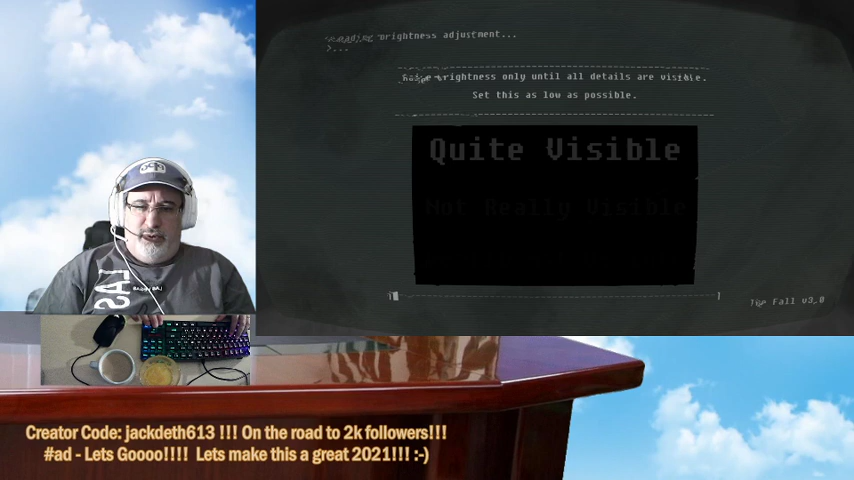 brightness adjustment...
>...
brightness only until all details are visible.
Set this as low as possible.
Quite Visible
Not Really Visible
The Fall v3.0
Creator Code: jackdeth613 !!! On the road to 2k followers!!!
#ad - Lets Goooo!!!! Lets make this a great 2021!!! :-)